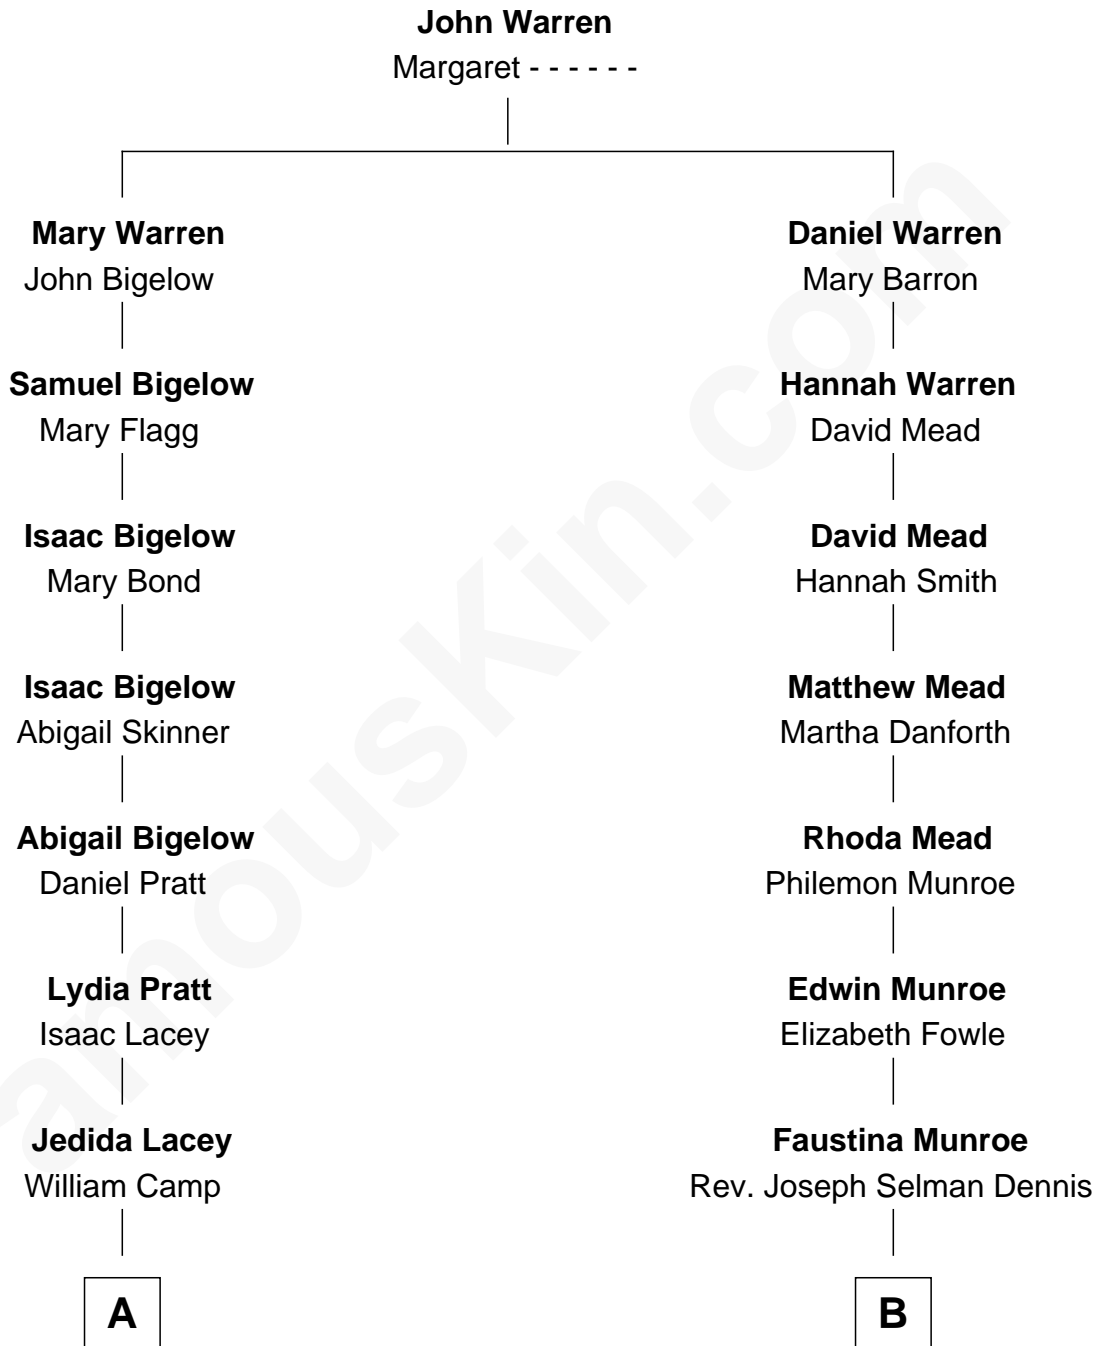 John Warren
Margaret - - - - - -
Mary Warren
John Bigelow
Daniel Warren
Mary Barron
Samuel Bigelow
Mary Flagg
Hannah Warren
David Mead
Isaac Bigelow
Mary Bond
David Mead
Hannah Smith
Isaac Bigelow
Abigail Skinner
Matthew Mead
Martha Danforth
Abigail Bigelow
Daniel Pratt
Rhoda Mead
Philemon Munroe
Lydia Pratt
Isaac Lacey
Edwin Munroe
Elizabeth Fowle
Jedida Lacey
William Camp
Faustina Munroe
Rev. Joseph Selman Dennis
A
B
amousKin.com